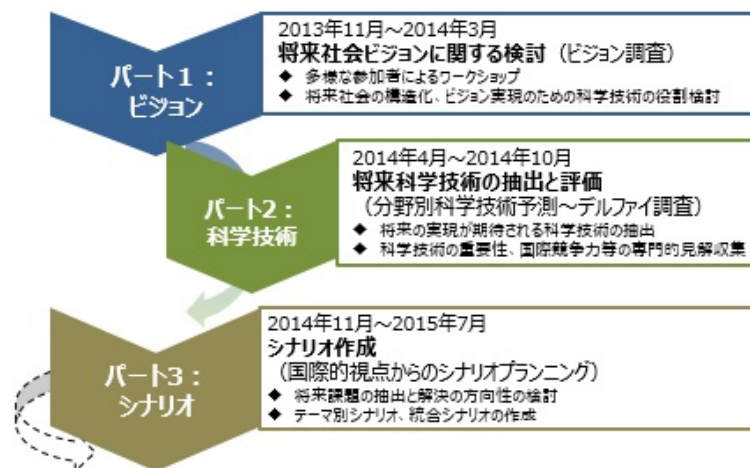 パート1：
ビジョン
2013年11月～2014年3月
将来社会ビジョンに関する検討（ビジョン調査）
◆ 多様な参加者によるワークショップ
◆ 将来社会の構造化、ビジョン実現のための科学技術の役割検討
パート2：
科学技術
2014年4月～2014年10月
将来科学技術の抽出と評価
（分野別科学技術予測～デルファイ調査）
◆ 将来の実現が期待される科学技術の抽出
◆ 科学技術の重要性、国際競争力等の専門的見解収集
パート3：
シナリオ
2014年11月～2015年7月
シナリオ作成
（国際的視点からのシナリオプランニング）
◆ 将来課題の抽出と解決の方向性の検討
◆ テーマ別シナリオ、統合シナリオの作成